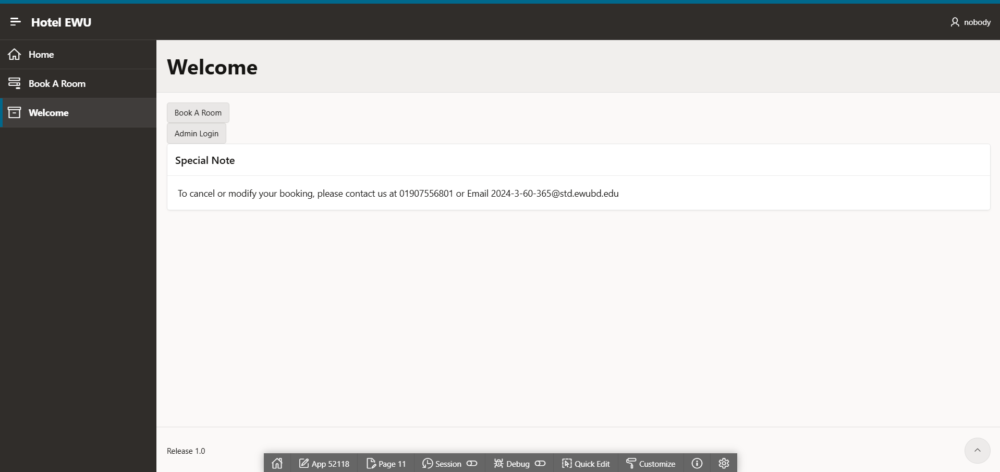 Hotel EWU
nobody
Home
Book A Room
Welcome
Welcome
Book A Room
Admin Login
Special Note
To cancel or modify your booking, please contact us at 01907556801 or Email 2024-3-60-365@std.ewubd.edu
Release 1.0
App 52118
Page 11
Session
Debug
Quick Edit
Customize